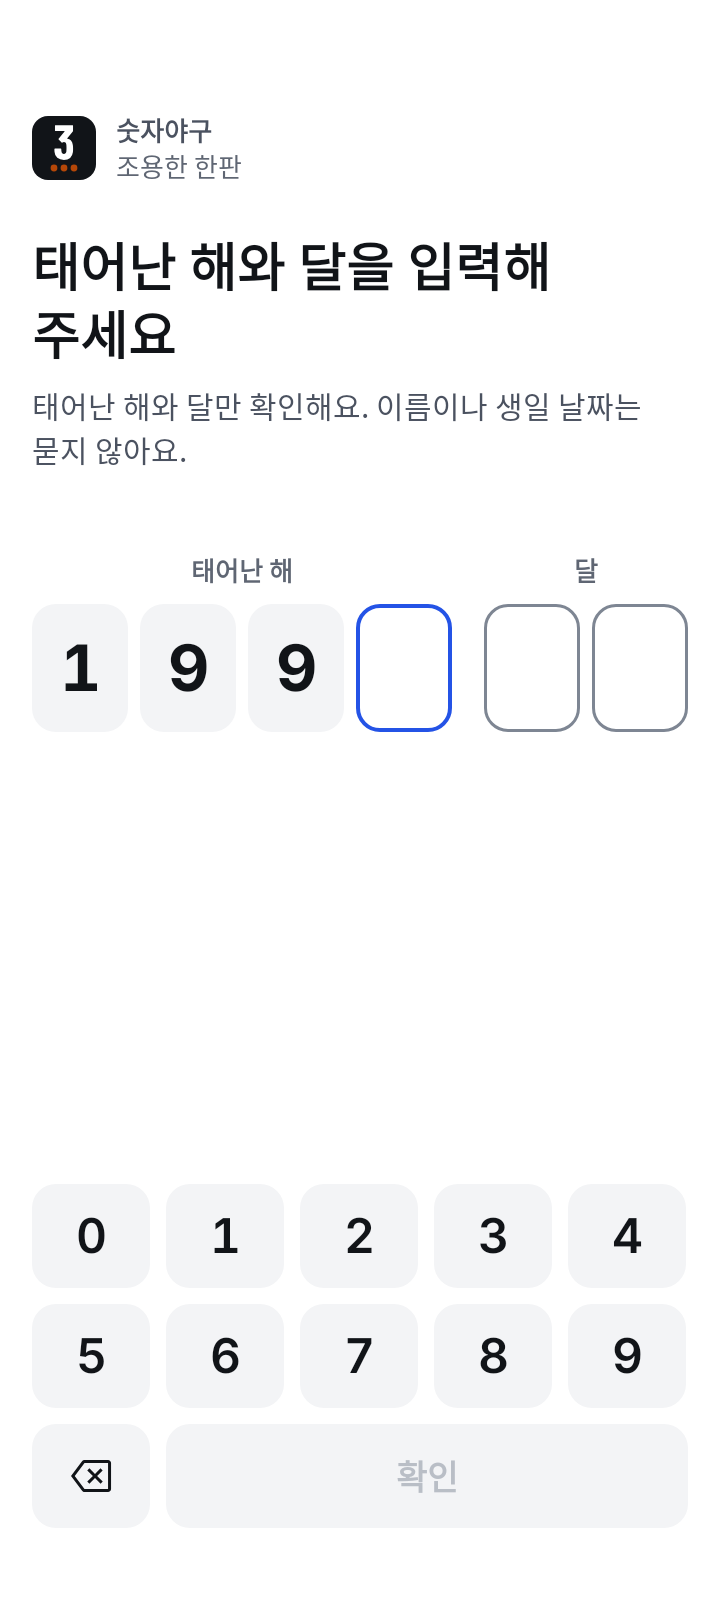 3
숫자야구
조용한 한판
태어난 해와 달을 입력해
주세요
태어난 해와 달만 확인해요. 이름이나 생일 날짜는
묻지 않아요.
태어난 해 달
1 9 9
0 1 2 3 4
5 6 7 8 9
확인